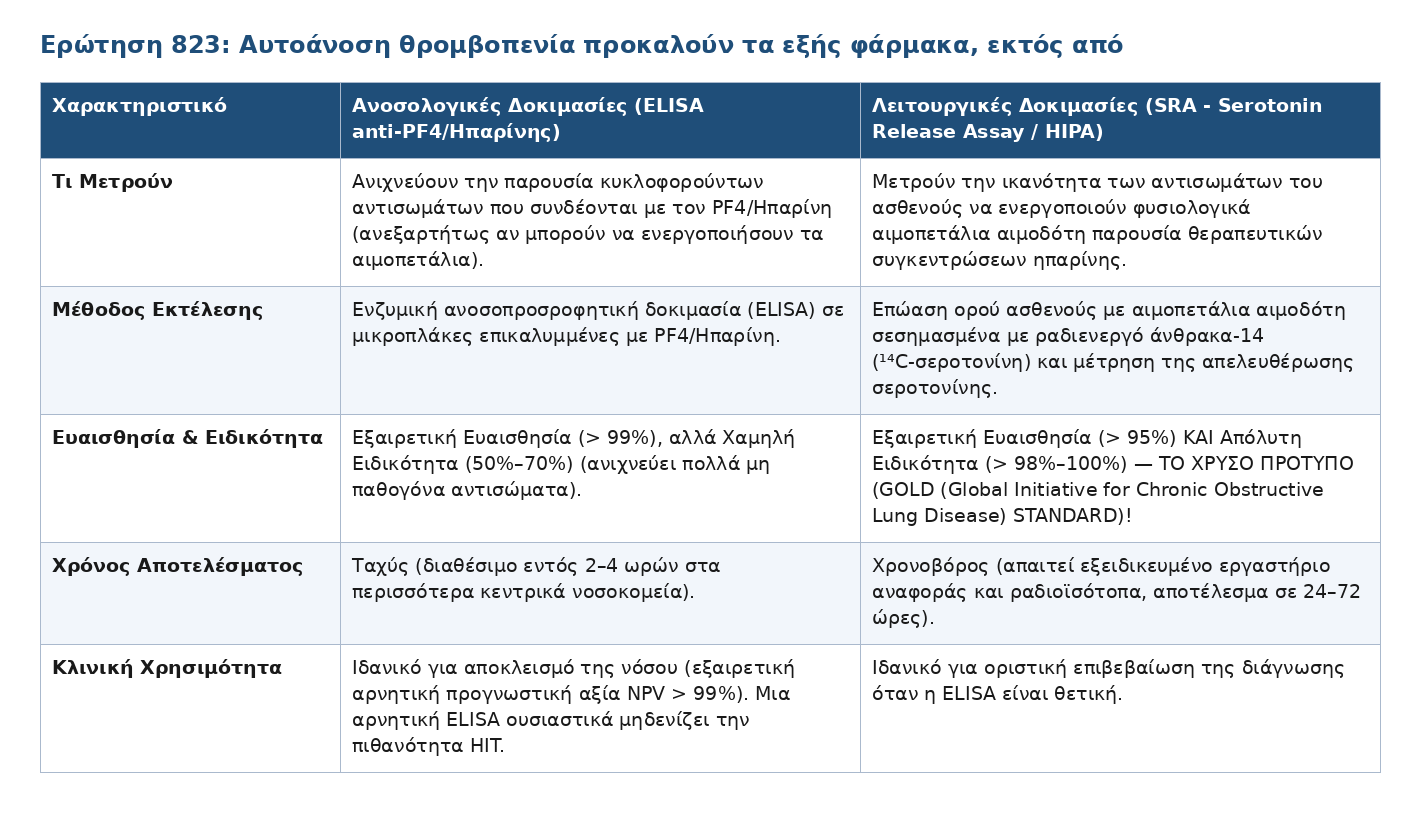 Ερώτηση 823: Αυτοάνοση θρομβοπενία προκαλούν τα εξής φάρμακα, εκτός από
Χαρακτηριστικό
Ανοσολογικές Δοκιμασίες (ELISA
anti-PF4/Ηπαρίνης)
Λειτουργικές Δοκιμασίες (SRA - Serotonin
Release Assay / HIPA)
Τι Μετρούν
Ανιχνεύουν την παρουσία κυκλοφορούντων
αντισωμάτων που συνδέονται με τον PF4/Ηπαρίνη
(ανεξαρτήτως αν μπορούν να ενεργοποιήσουν τα
αιμοπετάλια).
Μετρούν την ικανότητα των αντισωμάτων του
ασθενούς να ενεργοποιούν φυσιολογικά
αιμοπετάλια αιμοδότη παρουσία θεραπευτικών
συγκεντρώσεων ηπαρίνης.
Μέθοδος Εκτέλεσης
Ενζυμική ανοσοπροσροφητική δοκιμασία (ELISA) σε
μικροπλάκες επικαλυμμένες με PF4/Ηπαρίνη.
Επώαση ορού ασθενούς με αιμοπετάλια αιμοδότη
σεσημασμένα με ραδιενεργό άνθρακα-14
(¹⁴C-σεροτονίνη) και μέτρηση της απελευθέρωσης
σεροτονίνης.
Ευαισθησία & Ειδικότητα
Εξαιρετική Ευαισθησία (> 99%), αλλά Χαμηλή
Ειδικότητα (50%–70%) (ανιχνεύει πολλά μη
παθογόνα αντισώματα).
Εξαιρετική Ευαισθησία (> 95%) ΚΑΙ Απόλυτη
Ειδικότητα (> 98%–100%) — ΤΟ ΧΡΥΣΟ ΠΡΟΤΥΠΟ
(GOLD (Global Initiative for Chronic Obstructive
Lung Disease) STANDARD)!
Χρόνος Αποτελέσματος
Ταχύς (διαθέσιμο εντός 2–4 ωρών στα
περισσότερα κεντρικά νοσοκομεία).
Χρονοβόρος (απαιτεί εξειδικευμένο εργαστήριο
αναφοράς και ραδιοϊσότοπα, αποτέλεσμα σε 24–72
ώρες).
Κλινική Χρησιμότητα
Ιδανικό για αποκλεισμό της νόσου (εξαιρετική
αρνητική προγνωστική αξία NPV > 99%). Μια
αρνητική ELISA ουσιαστικά μηδενίζει την
πιθανότητα HIT.
Ιδανικό για οριστική επιβεβαίωση της διάγνωσης
όταν η ELISA είναι θετική.